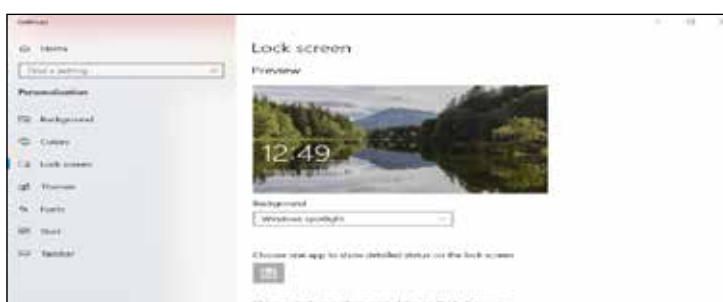 Settings
Home
Find a setting
Personalization
Background
Colors
Lock screen
Themes
Fonts
Start
Taskbar
Lock screen
Preview
12:49
Background
Windows spotlight
Choose one app to show detailed status on the lock screen